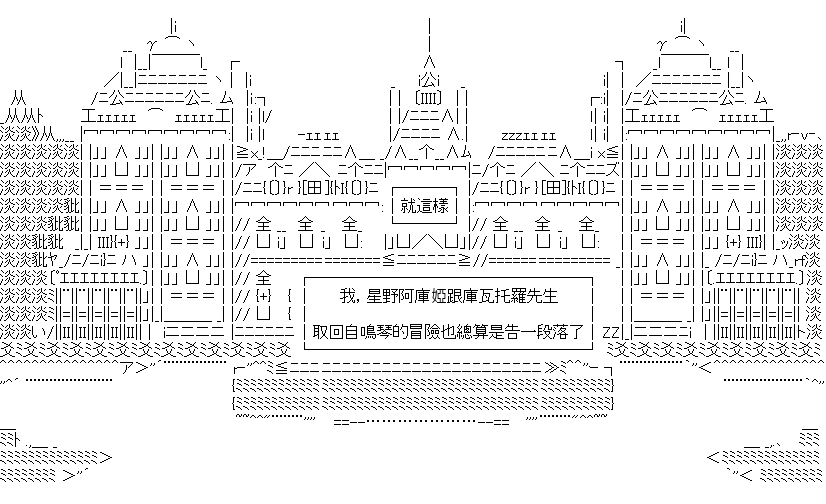 就這樣
我，星野阿庫婭跟庫瓦托羅先生
取回自鳴琴的冒險也總算是告一段落了